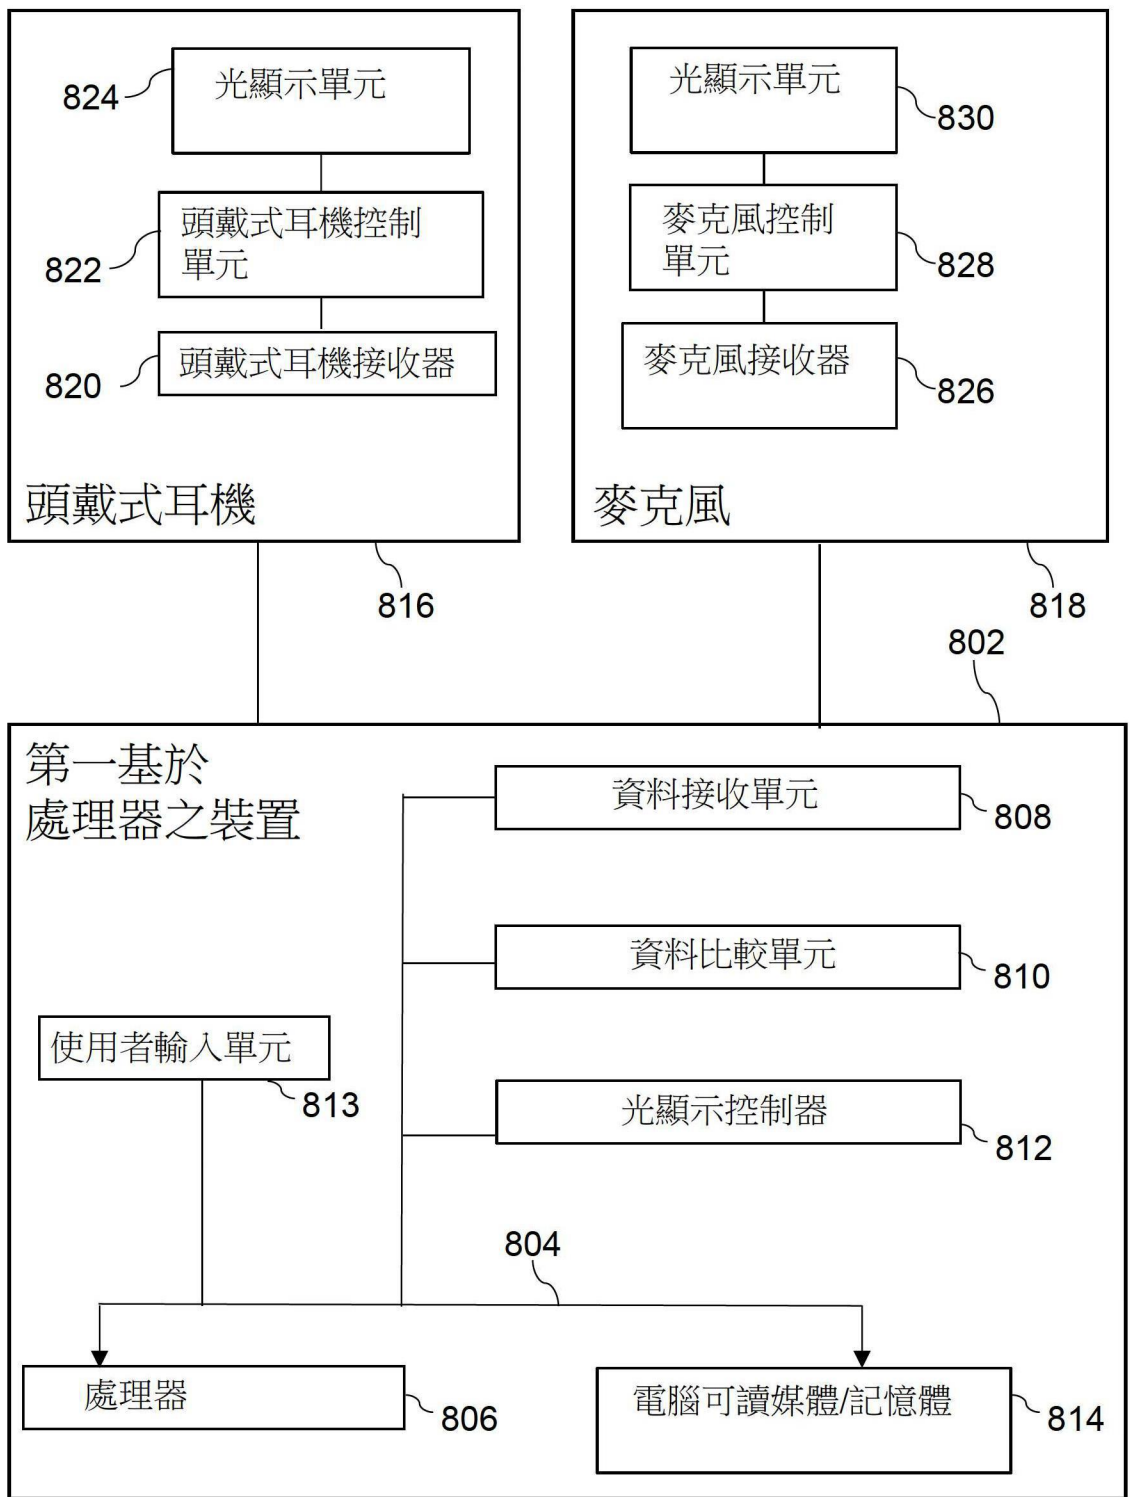 光顯示單元
824
頭戴式耳機控制
單元
822
頭戴式耳機接收器
820
頭戴式耳機
816
光顯示單元
830
麥克風控制
單元
828
麥克風接收器
826
麥克風
818
802
第一基於
處理器之裝置
資料接收單元
808
資料比較單元
810
使用者輸入單元
813
光顯示控制器
812
804
處理器
806
電腦可讀媒體/記憶體
814